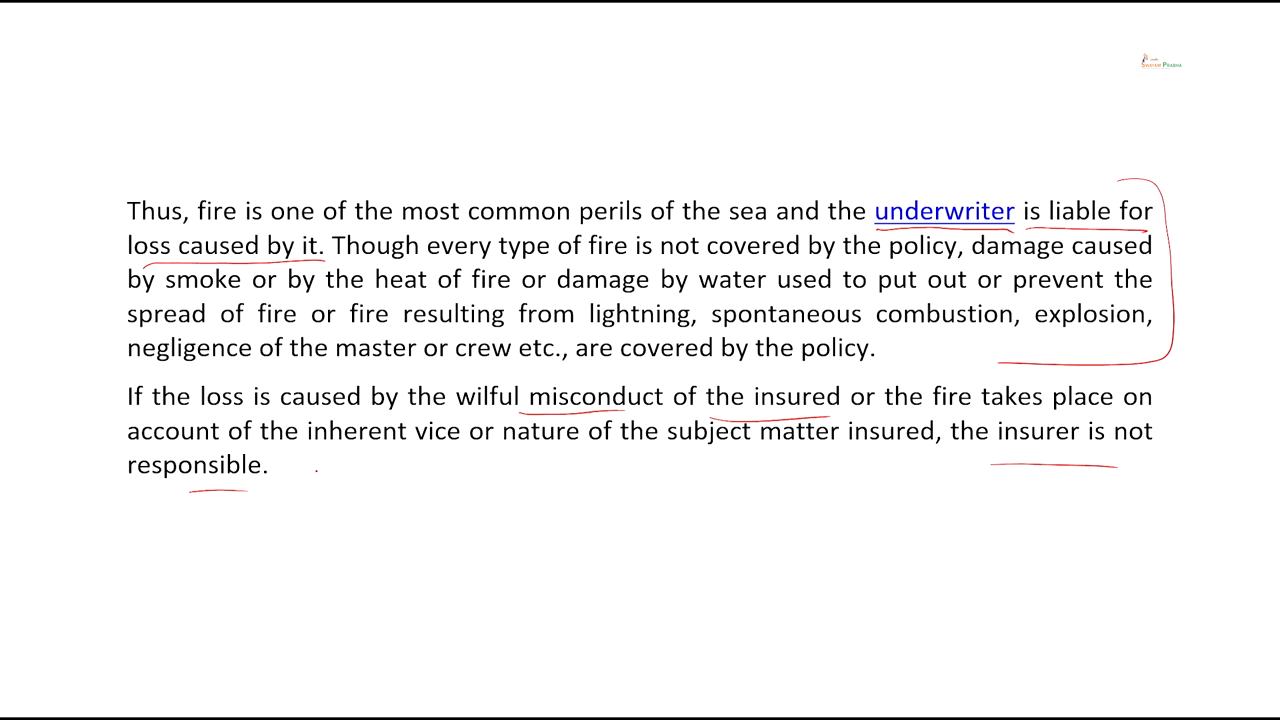 SWAYAM PRABHA
Thus, fire is one of the most common perils of the sea and the underwriter is liable for
loss caused by it. Though every type of fire is not covered by the policy, damage caused
by smoke or by the heat of fire or damage by water used to put out or prevent the
spread of fire or fire resulting from lightning, spontaneous combustion, explosion,
negligence of the master or crew etc., are covered by the policy.
If the loss is caused by the wilful misconduct of the insured or the fire takes place on
account of the inherent vice or nature of the subject matter insured, the insurer is not
responsible.